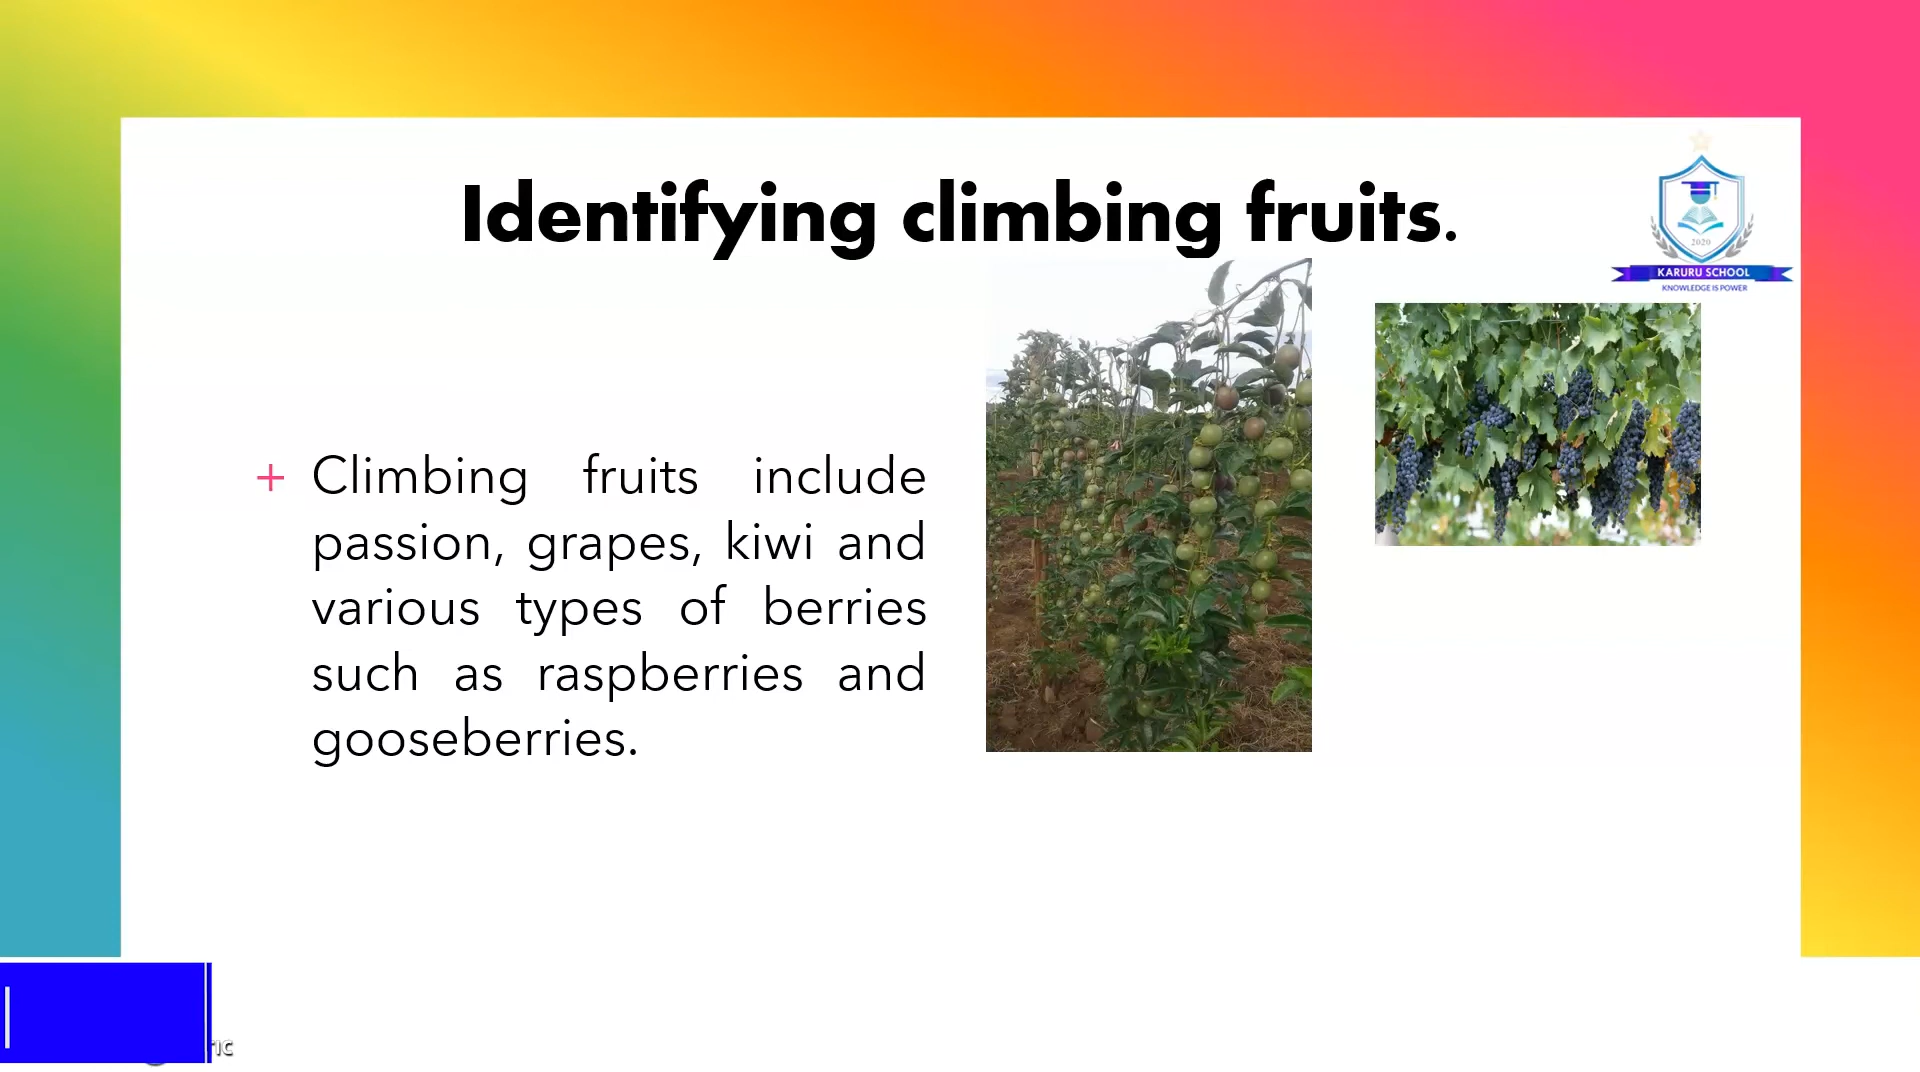 Identifying climbing fruits.
2020
KARURU SCHOOL
KNOWLEDGE IS POWER
+ Climbing fruits include
passion, grapes, kiwi and
various types of berries
such as raspberries and
gooseberries.